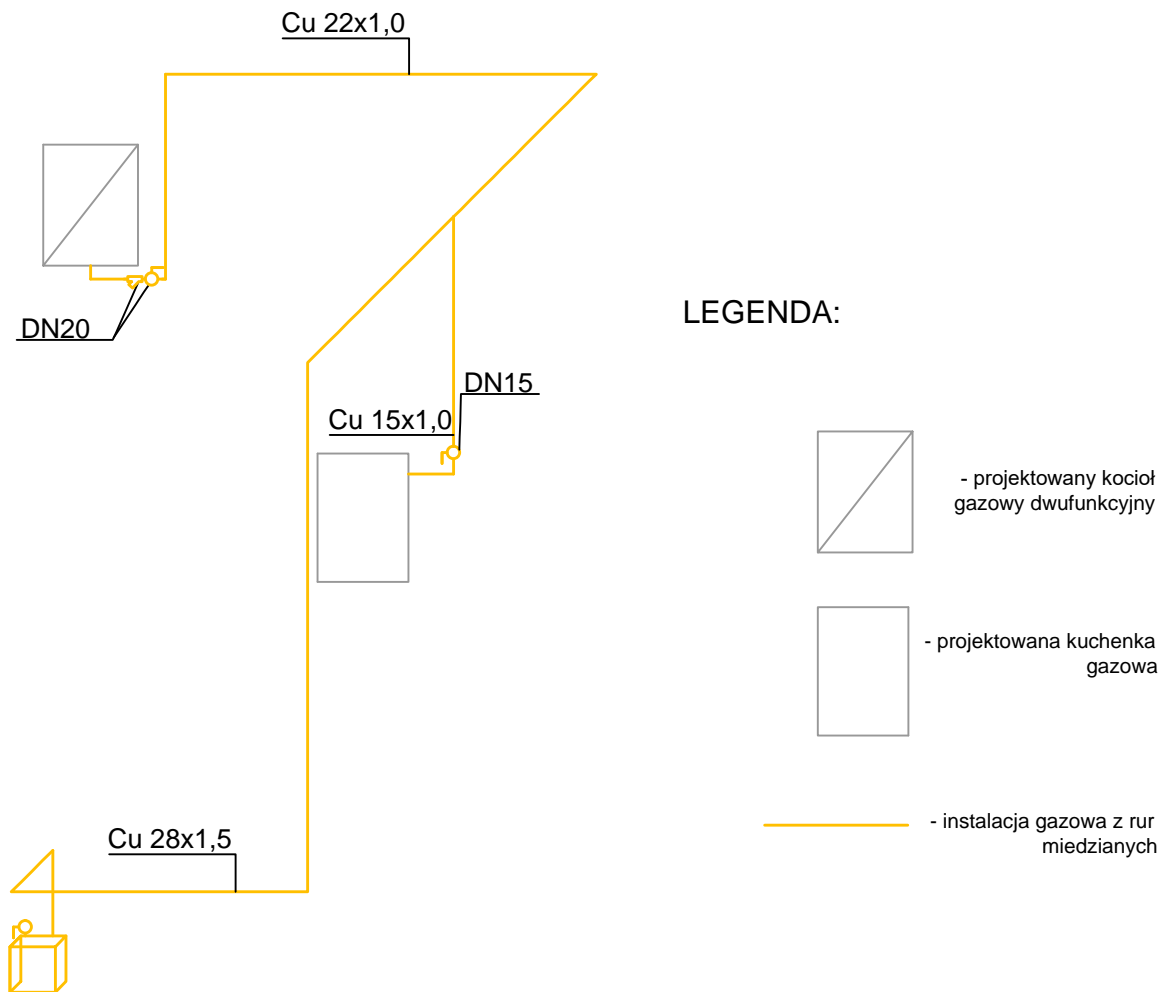 Cu 22x1,0
DN20
DN15
Cu 15x1,0
Cu 28x1,5
LEGENDA:
- projektowany kocioł
gazowy dwufunkcyjny
- projektowana kuchenka
gazowa
- instalacja gazowa z rur
miedzianych